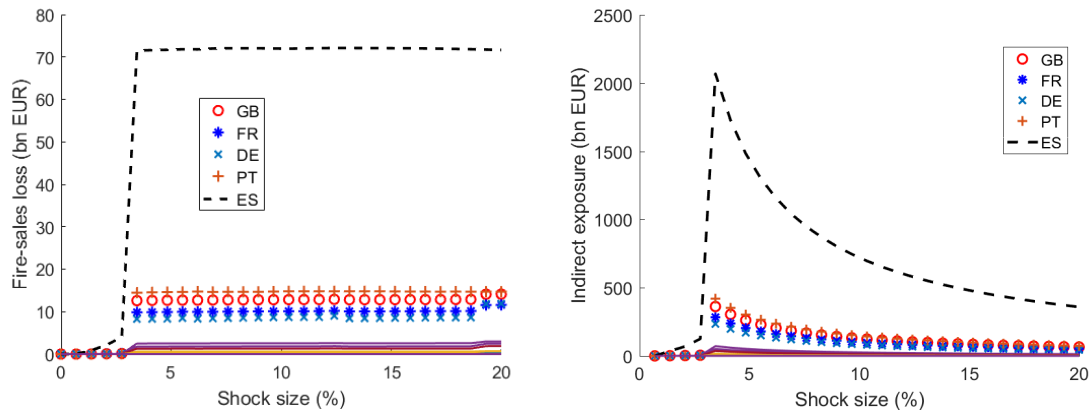 80
70
60
50
40
30
20
10
0
Fire-sales loss (bn EUR)
GB
FR
DE
PT
ES
0 5 10 15 20
Shock size (%)
2500
2000
1500
1000
500
0
Indirect exposure (bn EUR)
GB
FR
DE
PT
ES
0 5 10 15 20
Shock size (%)